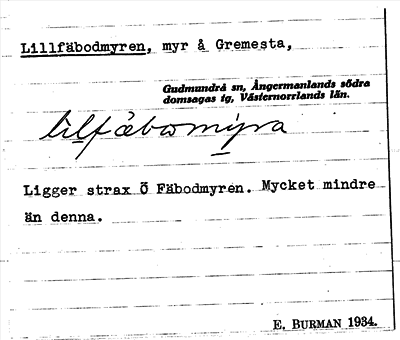 Lillfäbodmyren, myr å Gremesta,
Gudmundrå sn, Ångermanlands södra
domsagas tg, Västernorrlands län.
lilfäbomyra
Ligger strax Ö Fäbodmyren. Mycket mindre
än denna.
E. BURMAN 1934.